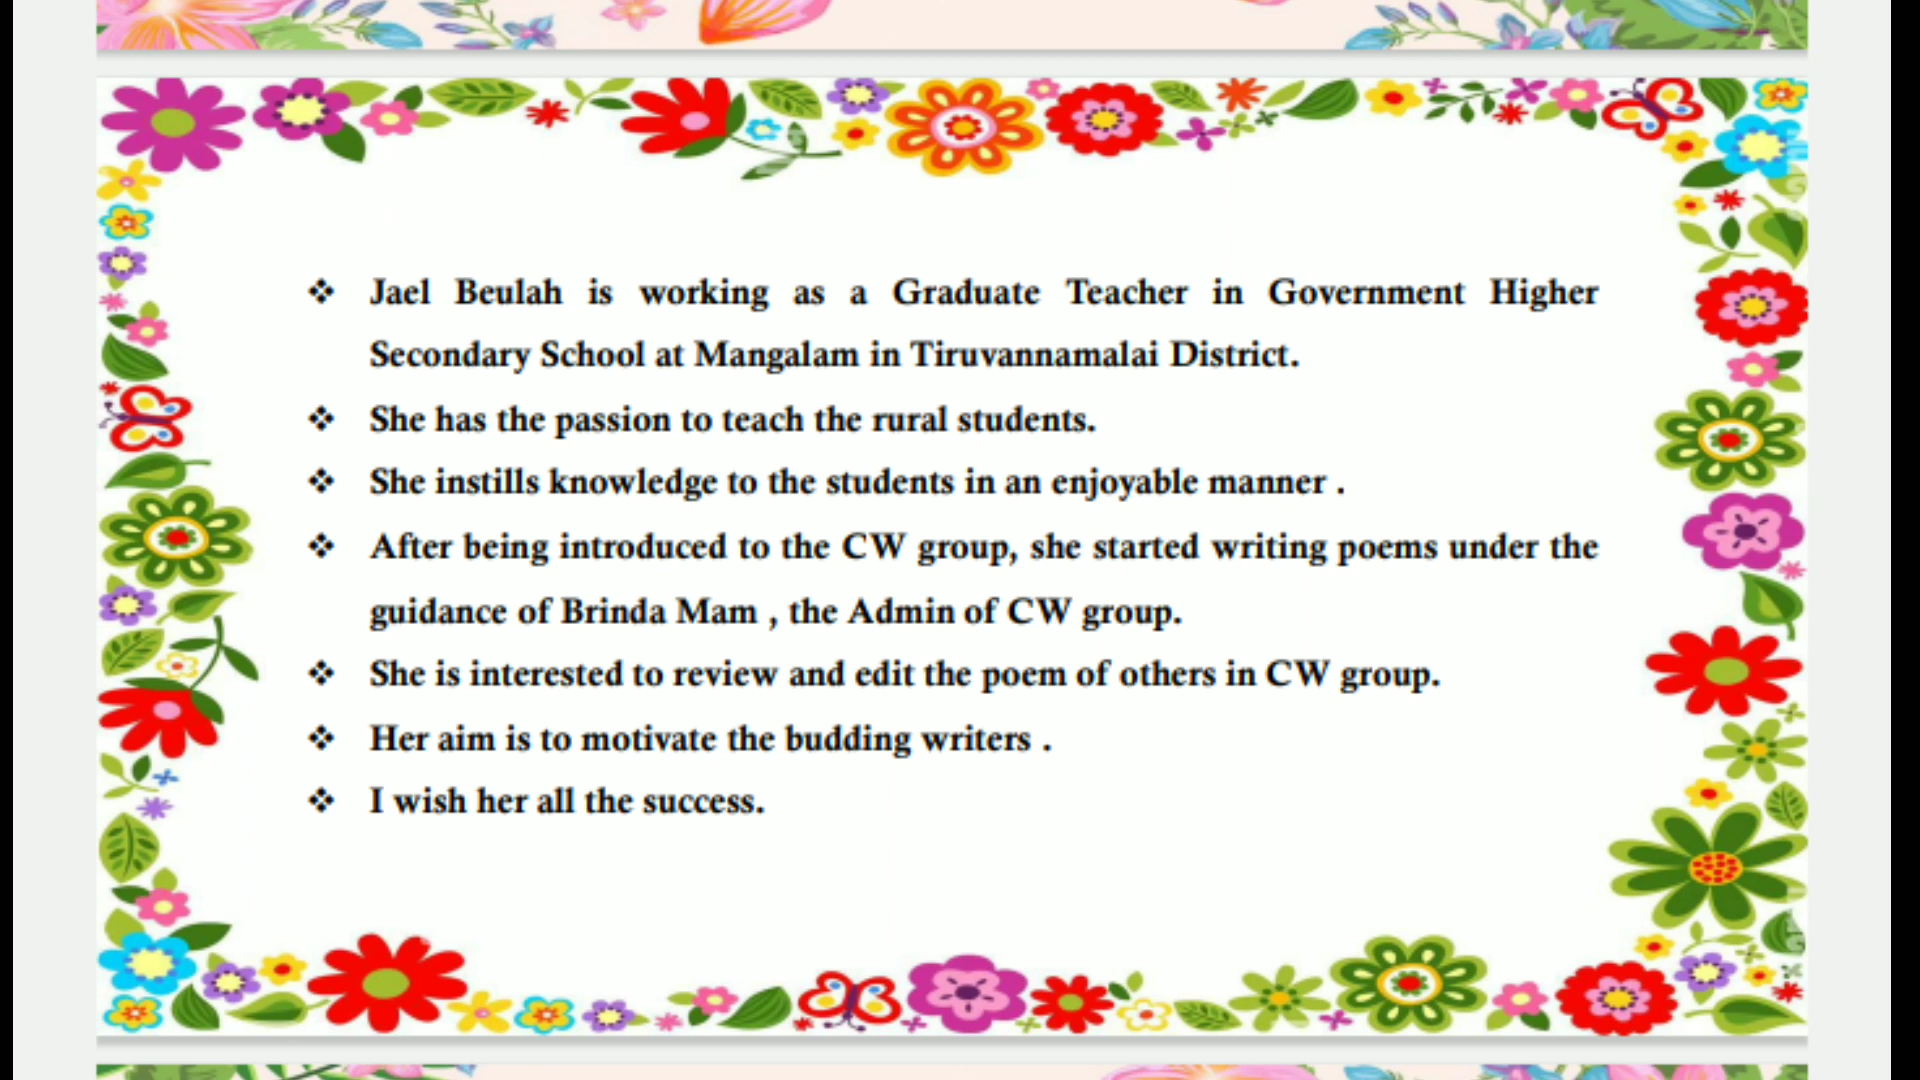 ❖ Jael Beulah is working as a Graduate Teacher in Government Higher
Secondary School at Mangalam in Tiruvannamalai District.
❖ She has the passion to teach the rural students.
❖ She instills knowledge to the students in an enjoyable manner .
❖ After being introduced to the CW group, she started writing poems under the
guidance of Brinda Mam , the Admin of CW group.
❖ She is interested to review and edit the poem of others in CW group.
❖ Her aim is to motivate the budding writers .
❖ I wish her all the success.